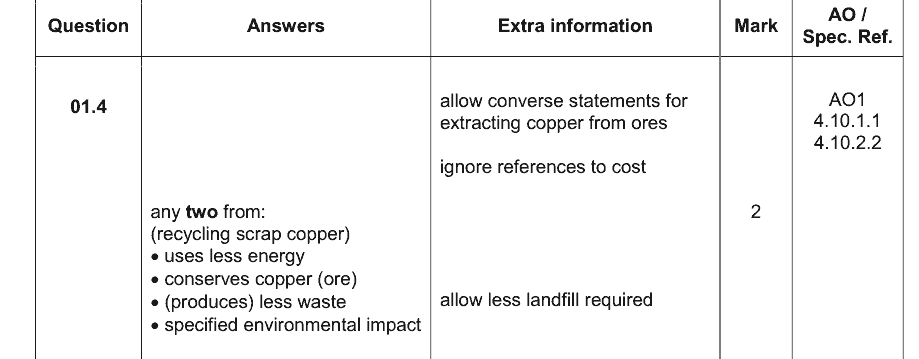 Question
Answers
Extra information
Mark
AO /
Spec. Ref.
01.4
allow converse statements for
extracting copper from ores
ignore references to cost
AO1
4.10.1.1
4.10.2.2
any two from:
(recycling scrap copper)
• uses less energy
• conserves copper (ore)
• (produces) less waste
• specified environmental impact
allow less landfill required
2